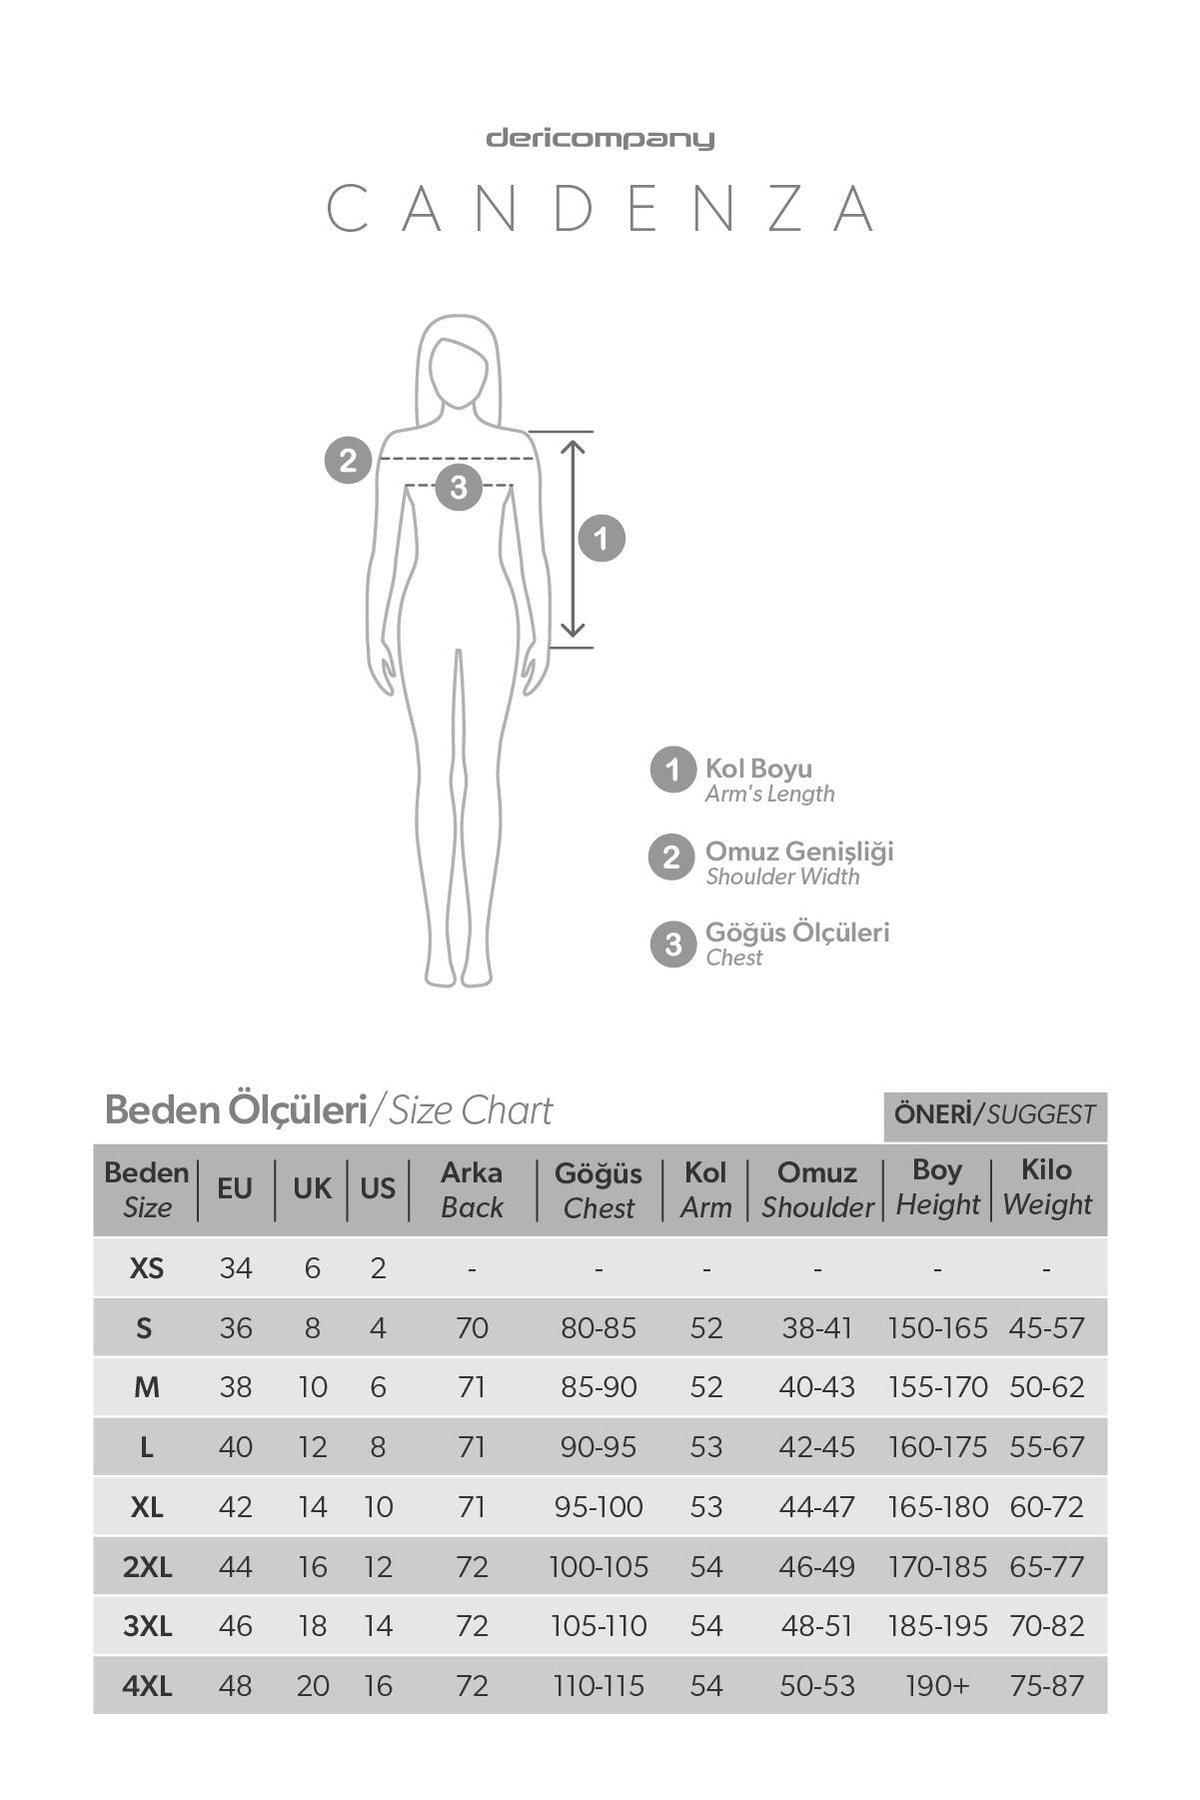 dericompany
CANDENZA
2
3
1
1 Kol Boyu
Arm's Length
2 Omuz Genişliği
Shoulder Width
3 Göğüs Ölçüleri
Chest
Beden Ölçüleri/Size Chart
ÖNERİ/SUGGEST
Beden EU UK US Arka Göğüs Kol Omuz Boy Kilo
Size Back Chest Arm Shoulder Height Weight
XS 34 6 2 - - - - - -
S 36 8 4 70 80-85 52 38-41 150-165 45-57
M 38 10 6 71 85-90 52 40-43 155-170 50-62
L 40 12 8 71 90-95 53 42-45 160-175 55-67
XL 42 14 10 71 95-100 53 44-47 165-180 60-72
2XL 44 16 12 72 100-105 54 46-49 170-185 65-77
3XL 46 18 14 72 105-110 54 48-51 185-195 70-82
4XL 48 20 16 72 110-115 54 50-53 190+ 75-87